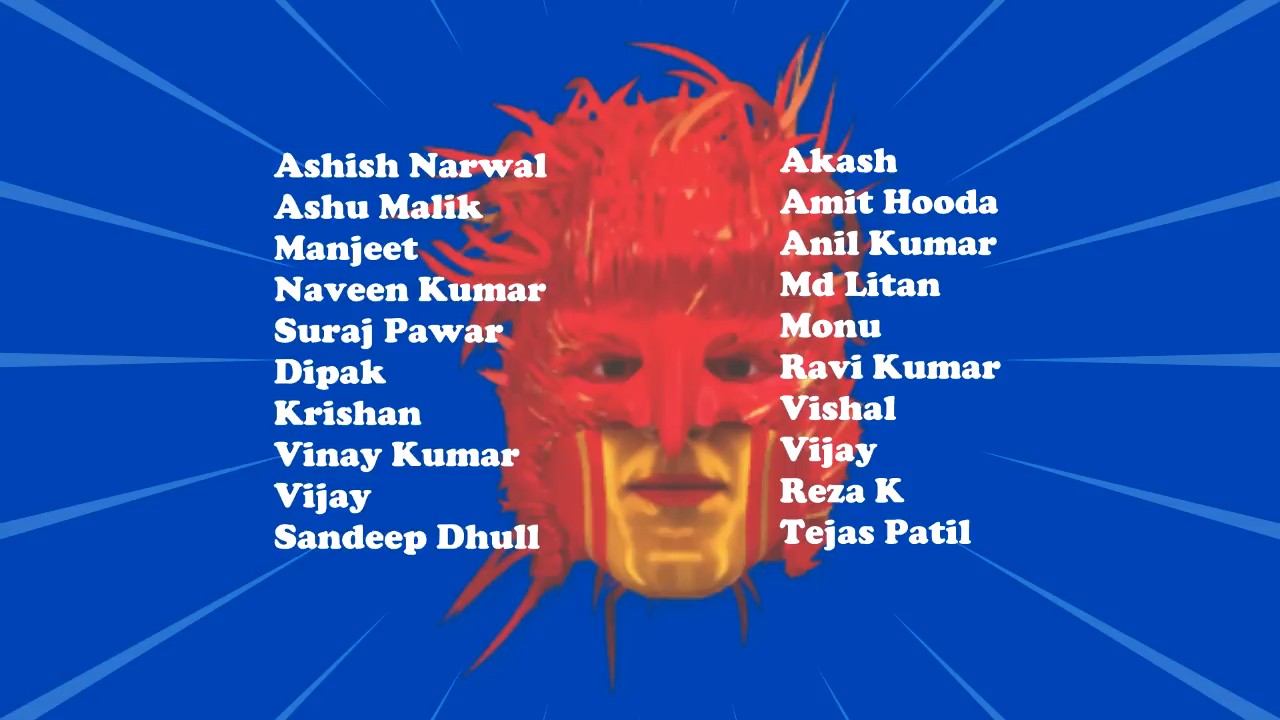 Ashish Narwal
Ashu Malik
Manjeet
Naveen Kumar
Suraj Pawar
Dipak
Krishan
Vinay Kumar
Vijay
Sandeep Dhull
Akash
Amit Hooda
Anil Kumar
Md Litan
Monu
Ravi Kumar
Vishal
Vijay
Reza K
Tejas Patil